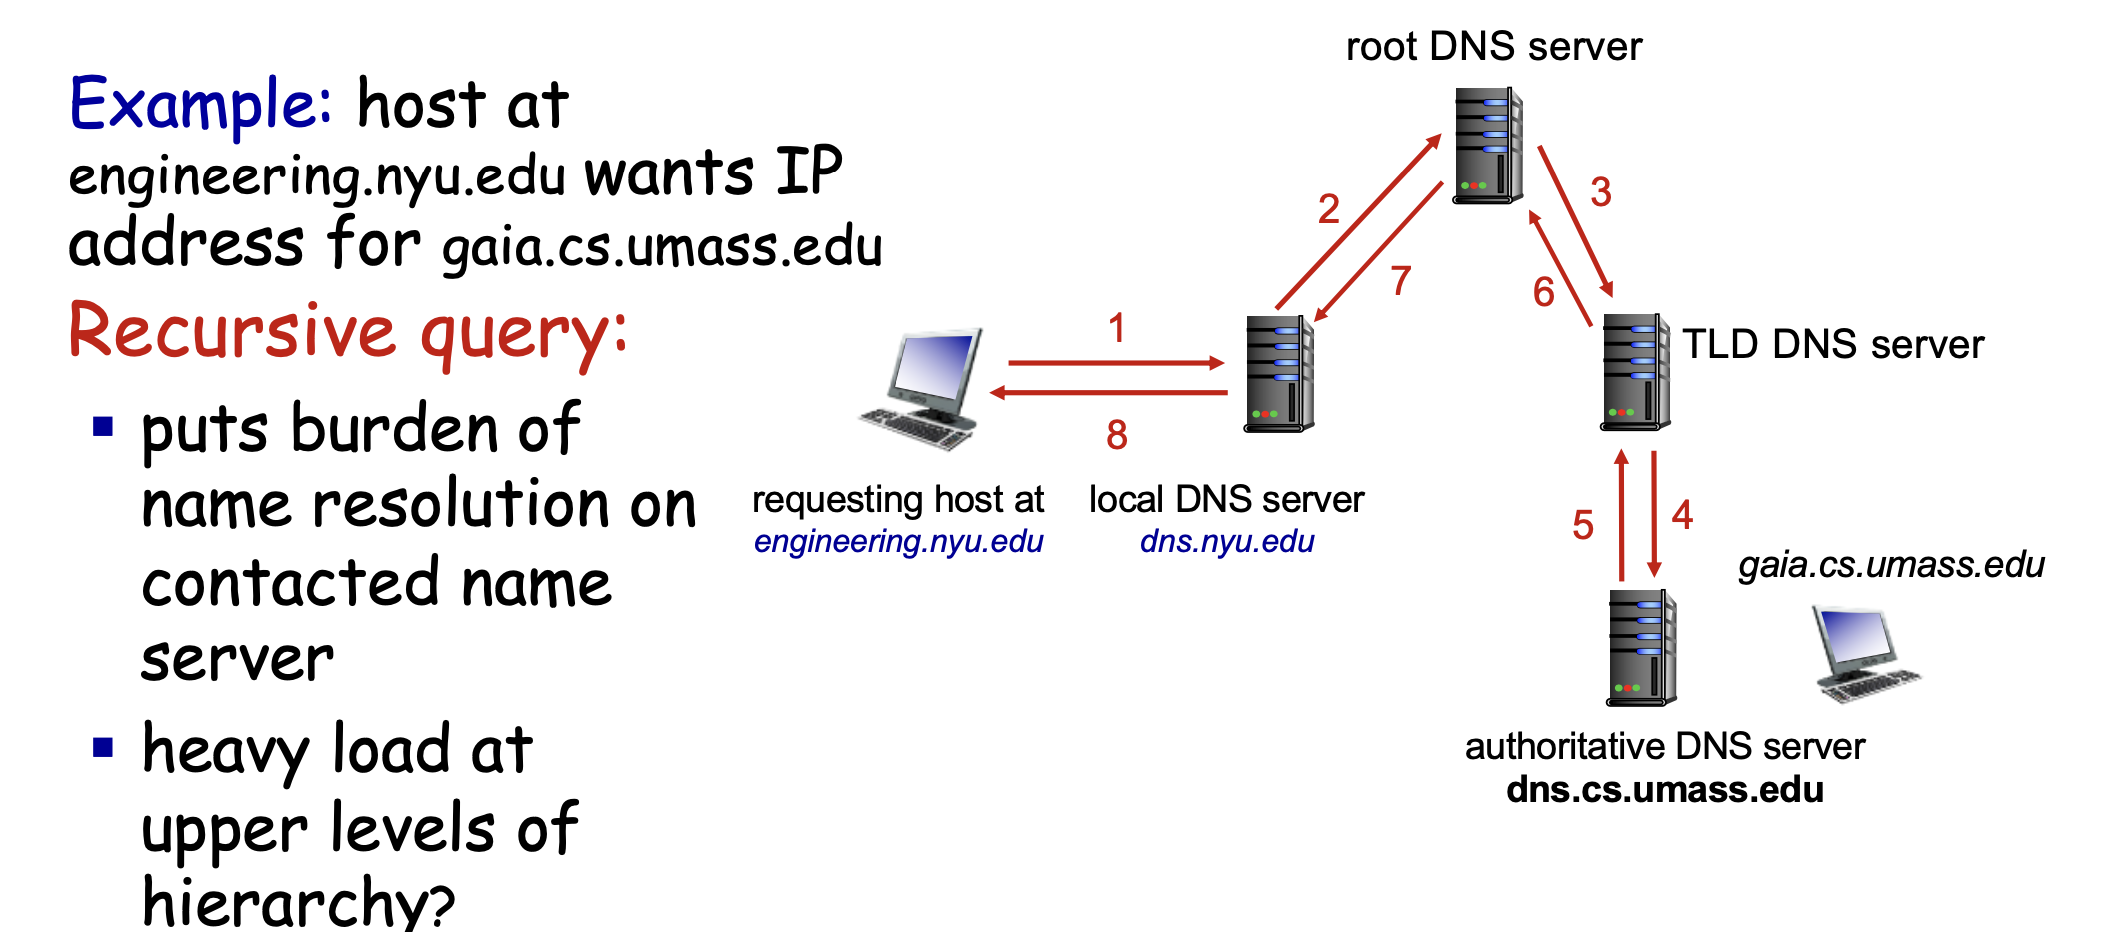 Example: host at
engineering.nyu.edu wants IP
address for gaia.cs.umass.edu
Recursive query:
▪ puts burden of
name resolution on
contacted name
server
▪ heavy load at
upper levels of
hierarchy?
root DNS server
2
3
7
6
1
TLD DNS server
8
requesting host at
engineering.nyu.edu
local DNS server
dns.nyu.edu
5
4
gaia.cs.umass.edu
authoritative DNS server
dns.cs.umass.edu